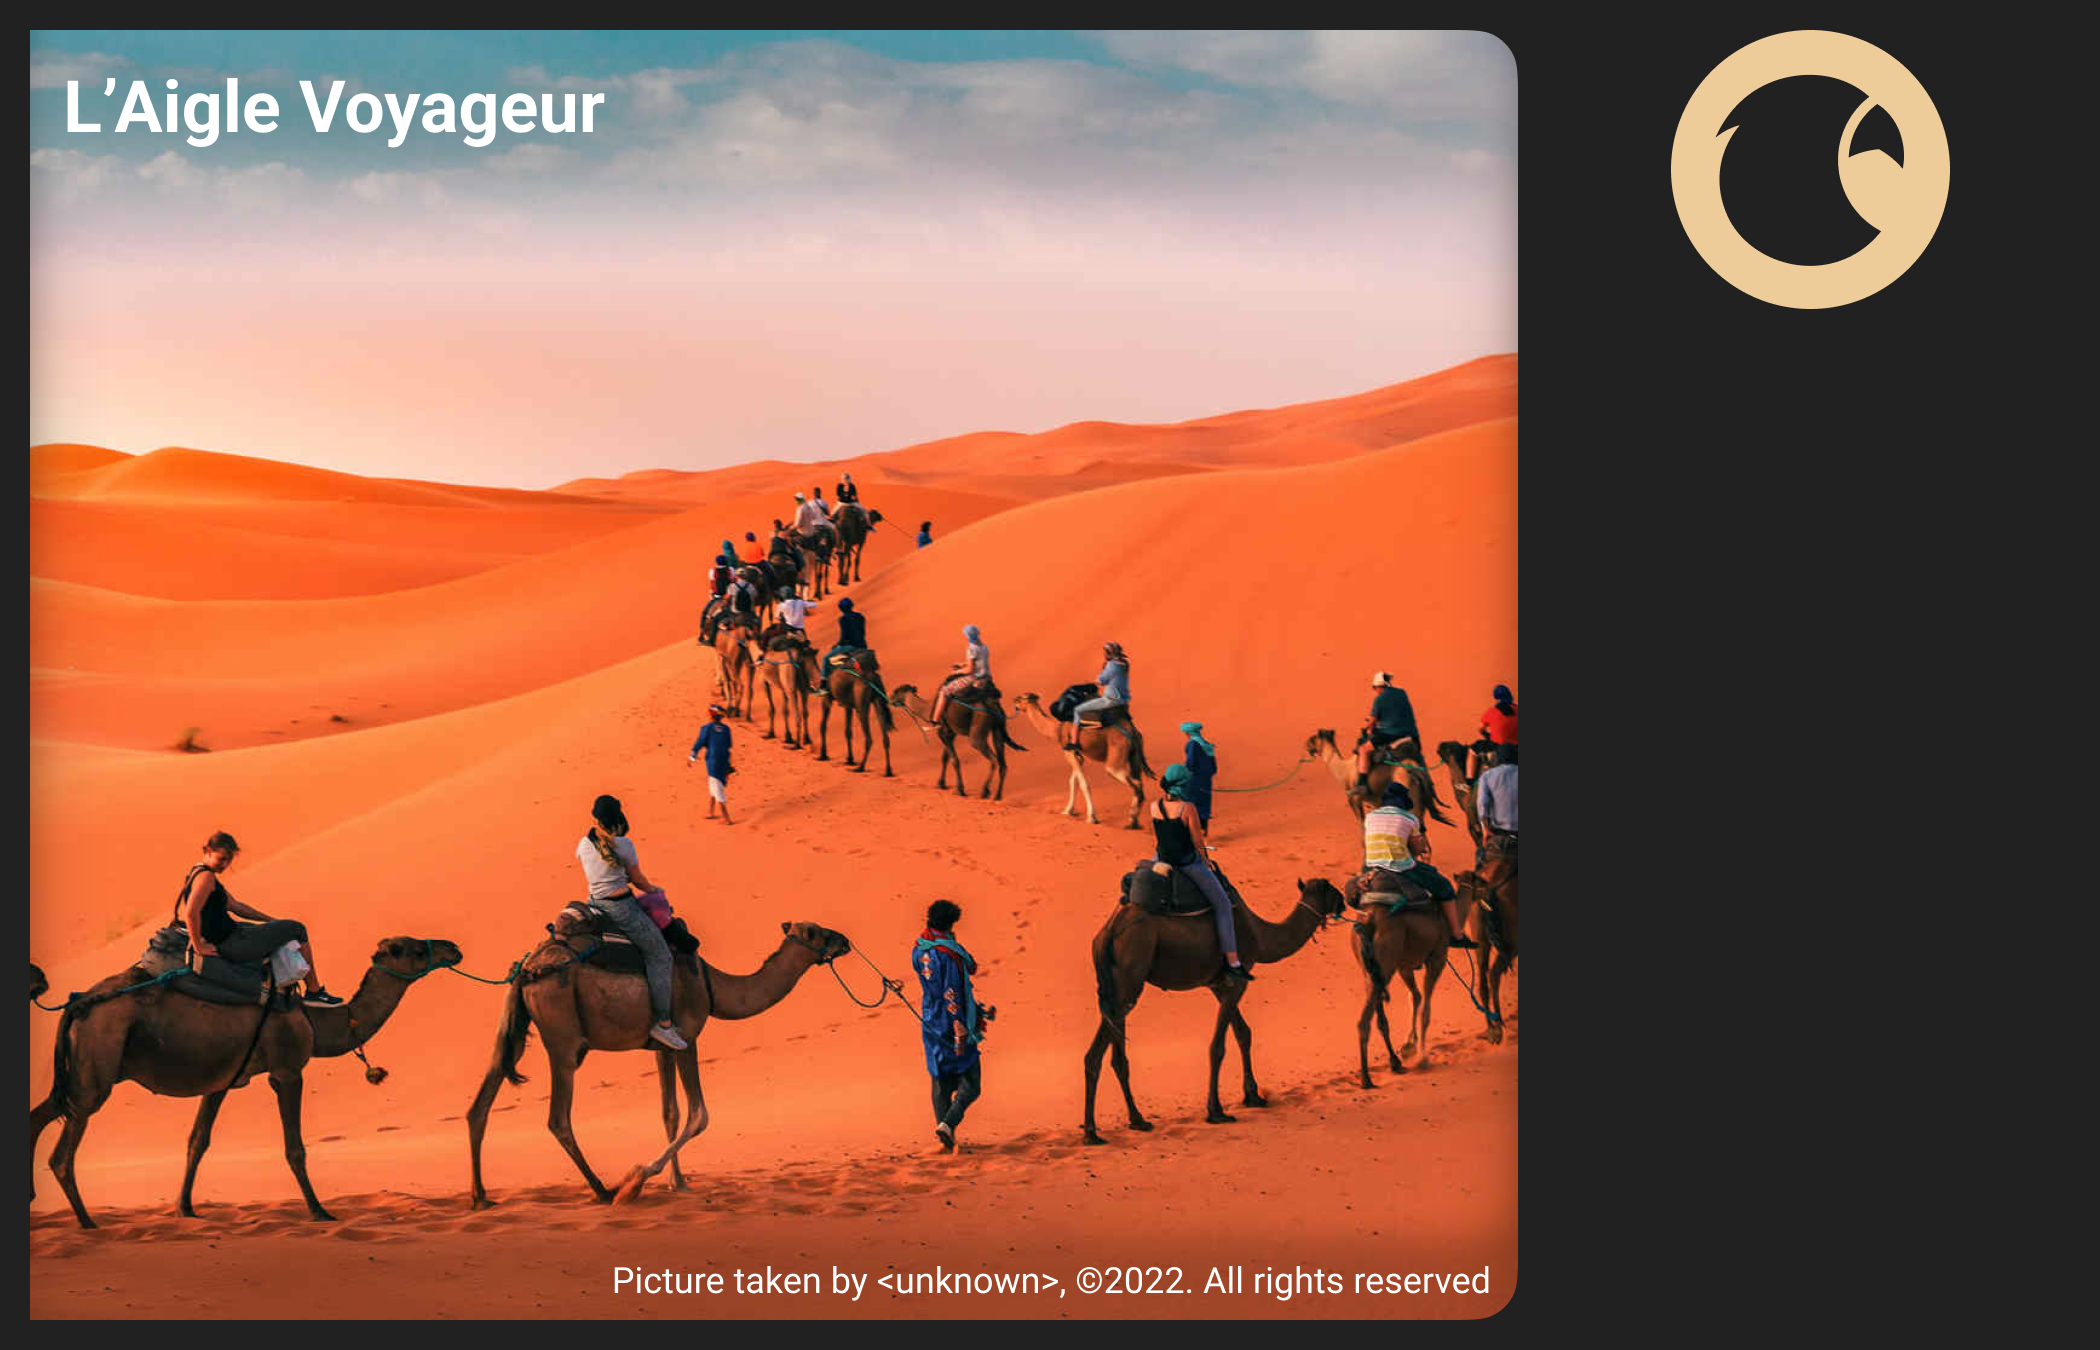 L’Aigle Voyageur
Picture taken by <unknown>, ©2022. All rights reserved